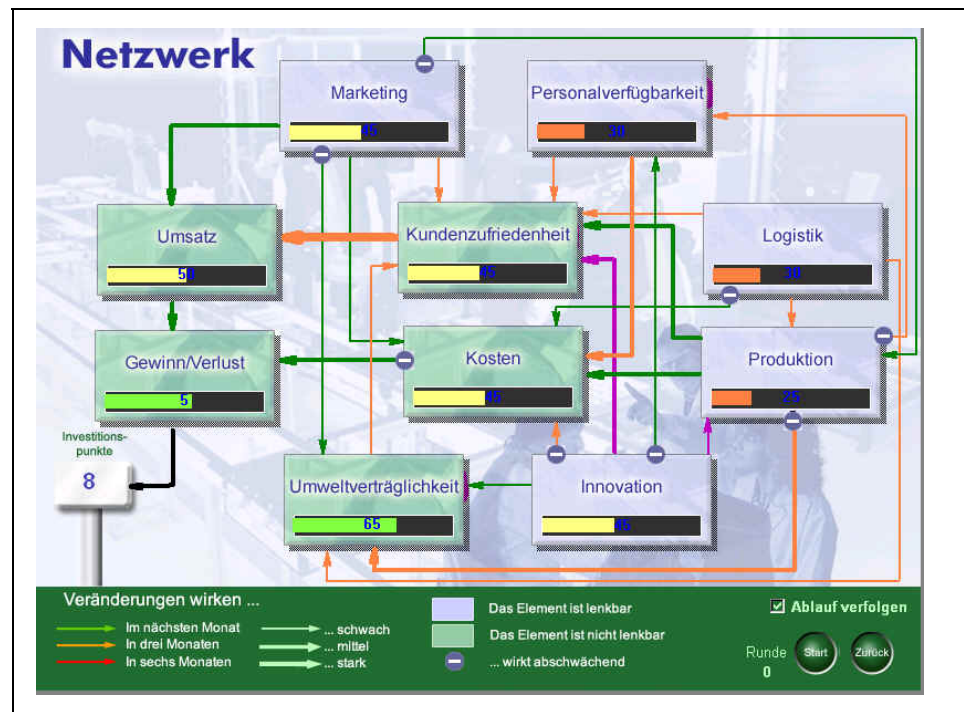 Netzwerk
Marketing
45
Personalverfügbarkeit
30
Umsatz
50
Kundenzufriedenheit
45
Logistik
30
Gewinn/Verlust
5
Kosten
45
Produktion
25
Investitions-
punkte
8
Umweltverträglichkeit
65
Innovation
45
Veränderungen wirken ...
Im nächsten Monat
In drei Monaten
In sechs Monaten
... schwach
... mittel
... stark
Das Element ist lenkbar
Das Element ist nicht lenkbar
... wirkt abschwächend
Ablauf verfolgen
Runde
0
Start
Zurück